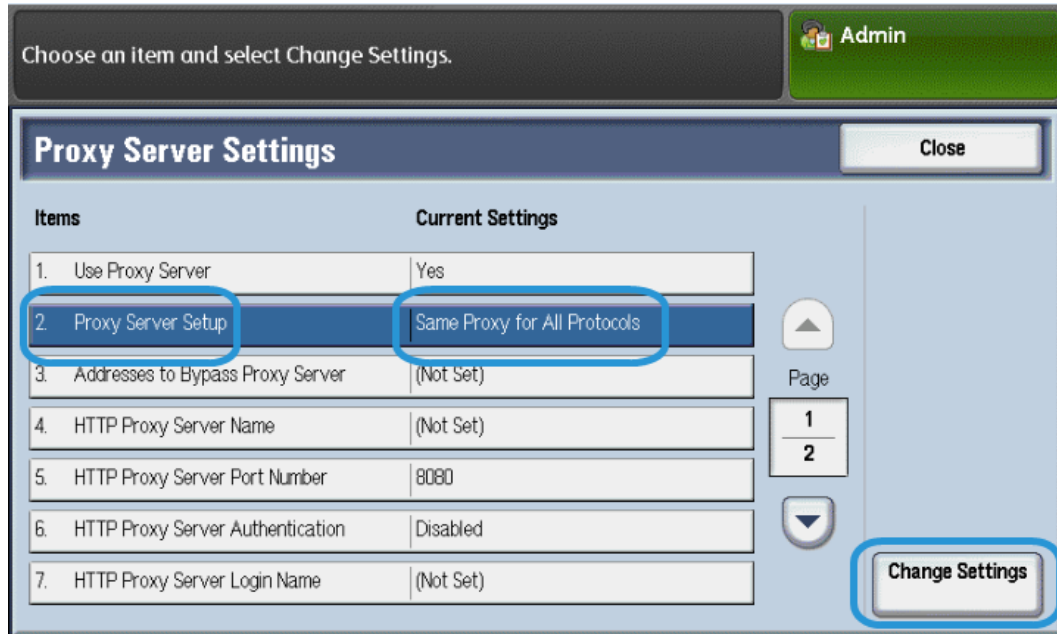 Choose an item and select Change Settings.
Admin
Proxy Server Settings
Close
Items Current Settings
1. Use Proxy Server Yes
2. Proxy Server Setup Same Proxy for All Protocols
3. Addresses to Bypass Proxy Server (Not Set)
4. HTTP Proxy Server Name (Not Set)
5. HTTP Proxy Server Port Number 8080
6. HTTP Proxy Server Authentication Disabled
7. HTTP Proxy Server Login Name (Not Set)
Page
1
2
Change Settings